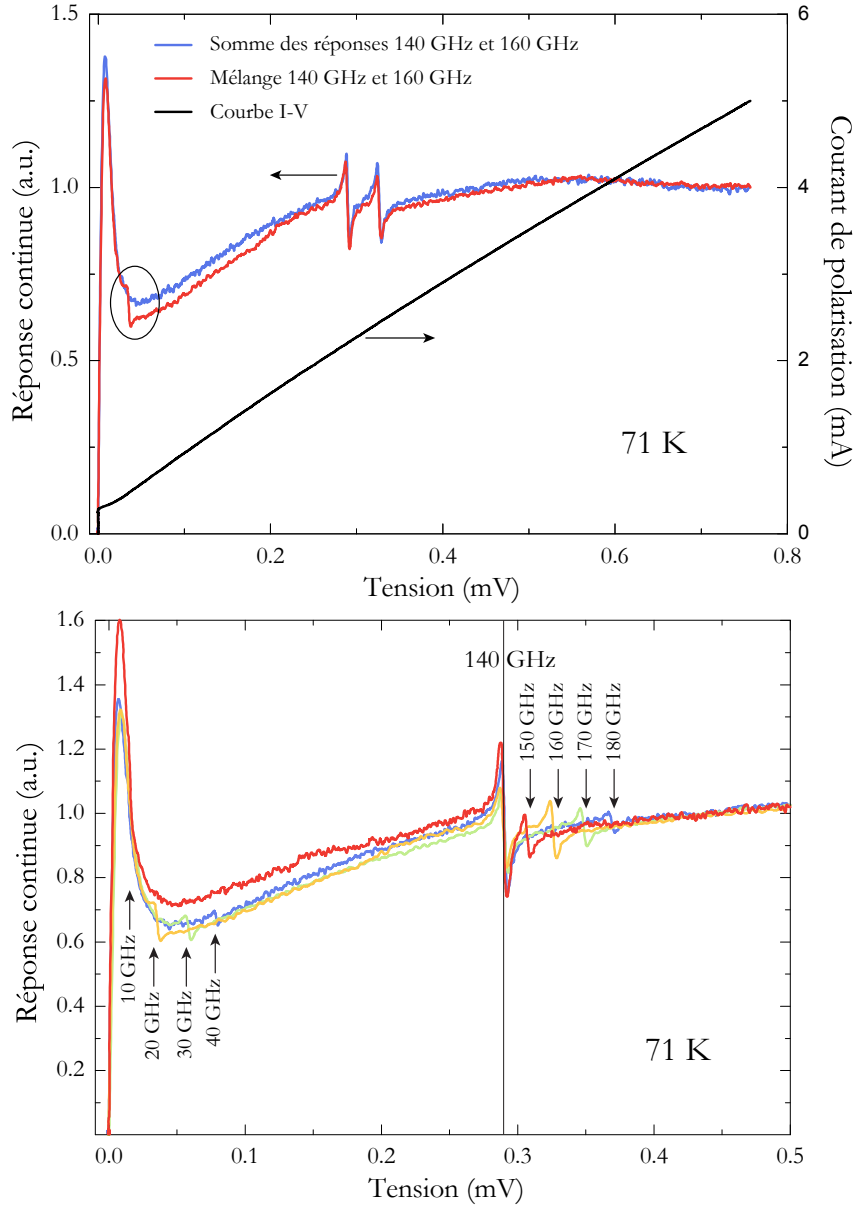 Somme des réponses 140 GHz et 160 GHz
Mélange 140 GHz et 160 GHz
Courbe I-V
Réponse continue (a.u.)
1.0
0.5
0.0
6
4
2
0
Courant de polarisation (mA)
71 K
0.0 0.2 0.4 0.6 0.8
Tension (mV)
Réponse continue (a.u.)
1.6
1.4
1.2
1.0
0.8
0.6
0.4
0.2
140 GHz
150 GHz
160 GHz
170 GHz
180 GHz
10 GHz
20 GHz
30 GHz
40 GHz
71 K
0.0 0.1 0.2 0.3 0.4 0.5
Tension (mV)